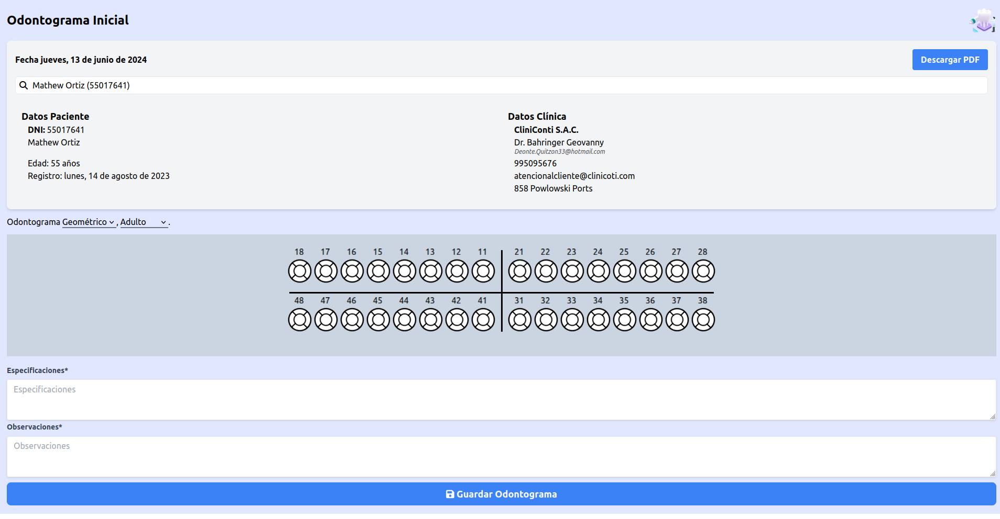 Odontograma Inicial
Fecha jueves, 13 de junio de 2024
Descargar PDF
Mathew Ortiz (55017641)
Datos Paciente
DNI: 55017641
Mathew Ortiz
Edad: 55 años
Registro: lunes, 14 de agosto de 2023
Datos Clínica
CliniConti S.A.C.
Dr. Bahringer Geovanny
Deonte.Quitzon33@hotmail.com
995095676
atencionalcliente@clinicoti.com
858 Powlowski Ports
Odontograma Geométrico , Adulto .
18 17 16 15 14 13 12 11 21 22 23 24 25 26 27 28
48 47 46 45 44 43 42 41 31 32 33 34 35 36 37 38
Especificaciones*
Especificaciones
Observaciones*
Observaciones
Guardar Odontograma